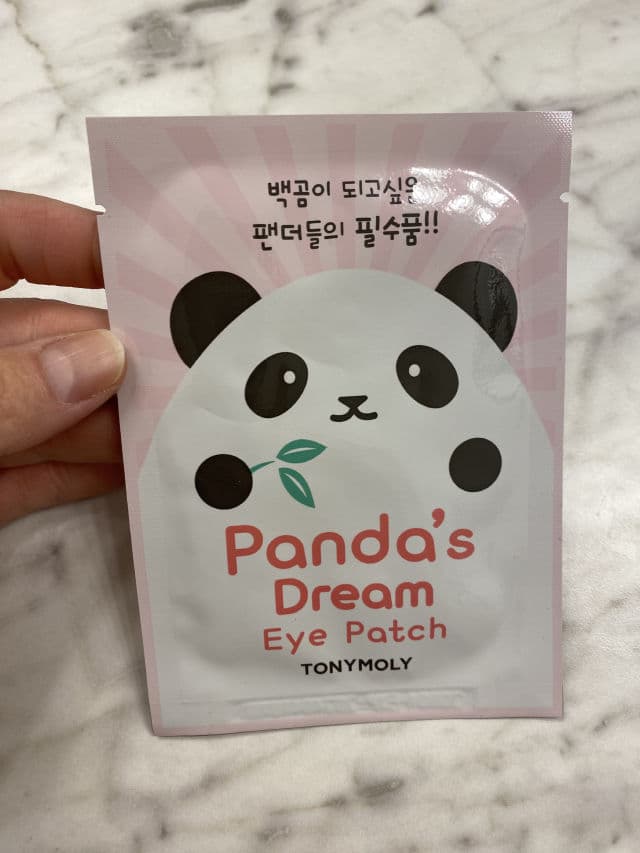 백곰이 되고싶은
팬더들의 필수품!!
Panda's
Dream
Eye Patch
TONYMOLY